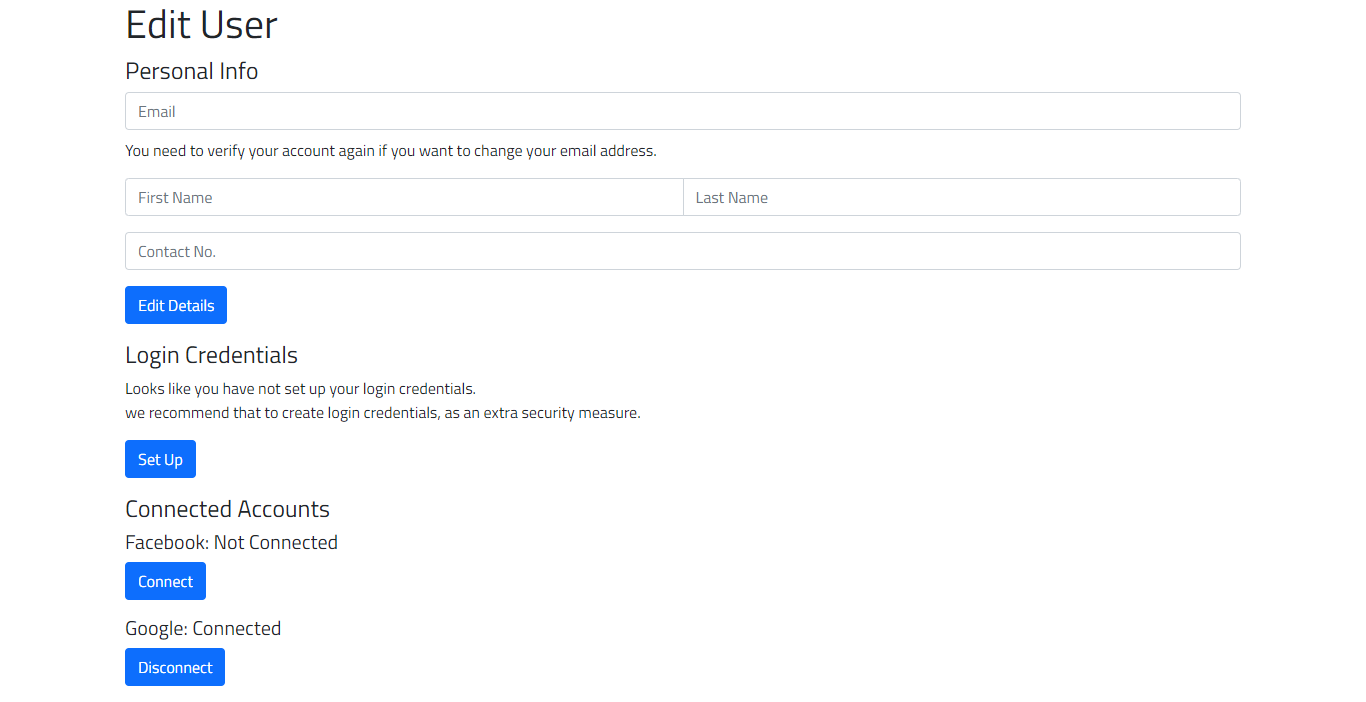 Edit User
Personal Info
Email
You need to verify your account again if you want to change your email address.
First Name Last Name
Contact No.
Edit Details
Login Credentials
Looks like you have not set up your login credentials.
we recommend that to create login credentials, as an extra security measure.
Set Up
Connected Accounts
Facebook: Not Connected
Connect
Google: Connected
Disconnect